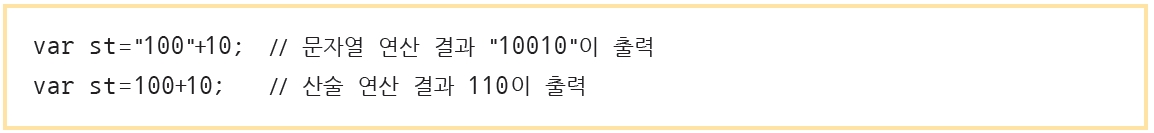 var st="100"+10;  // 문자열 연산 결과 "10010"이 출력
var st=100+10;   // 산술 연산 결과 110이 출력